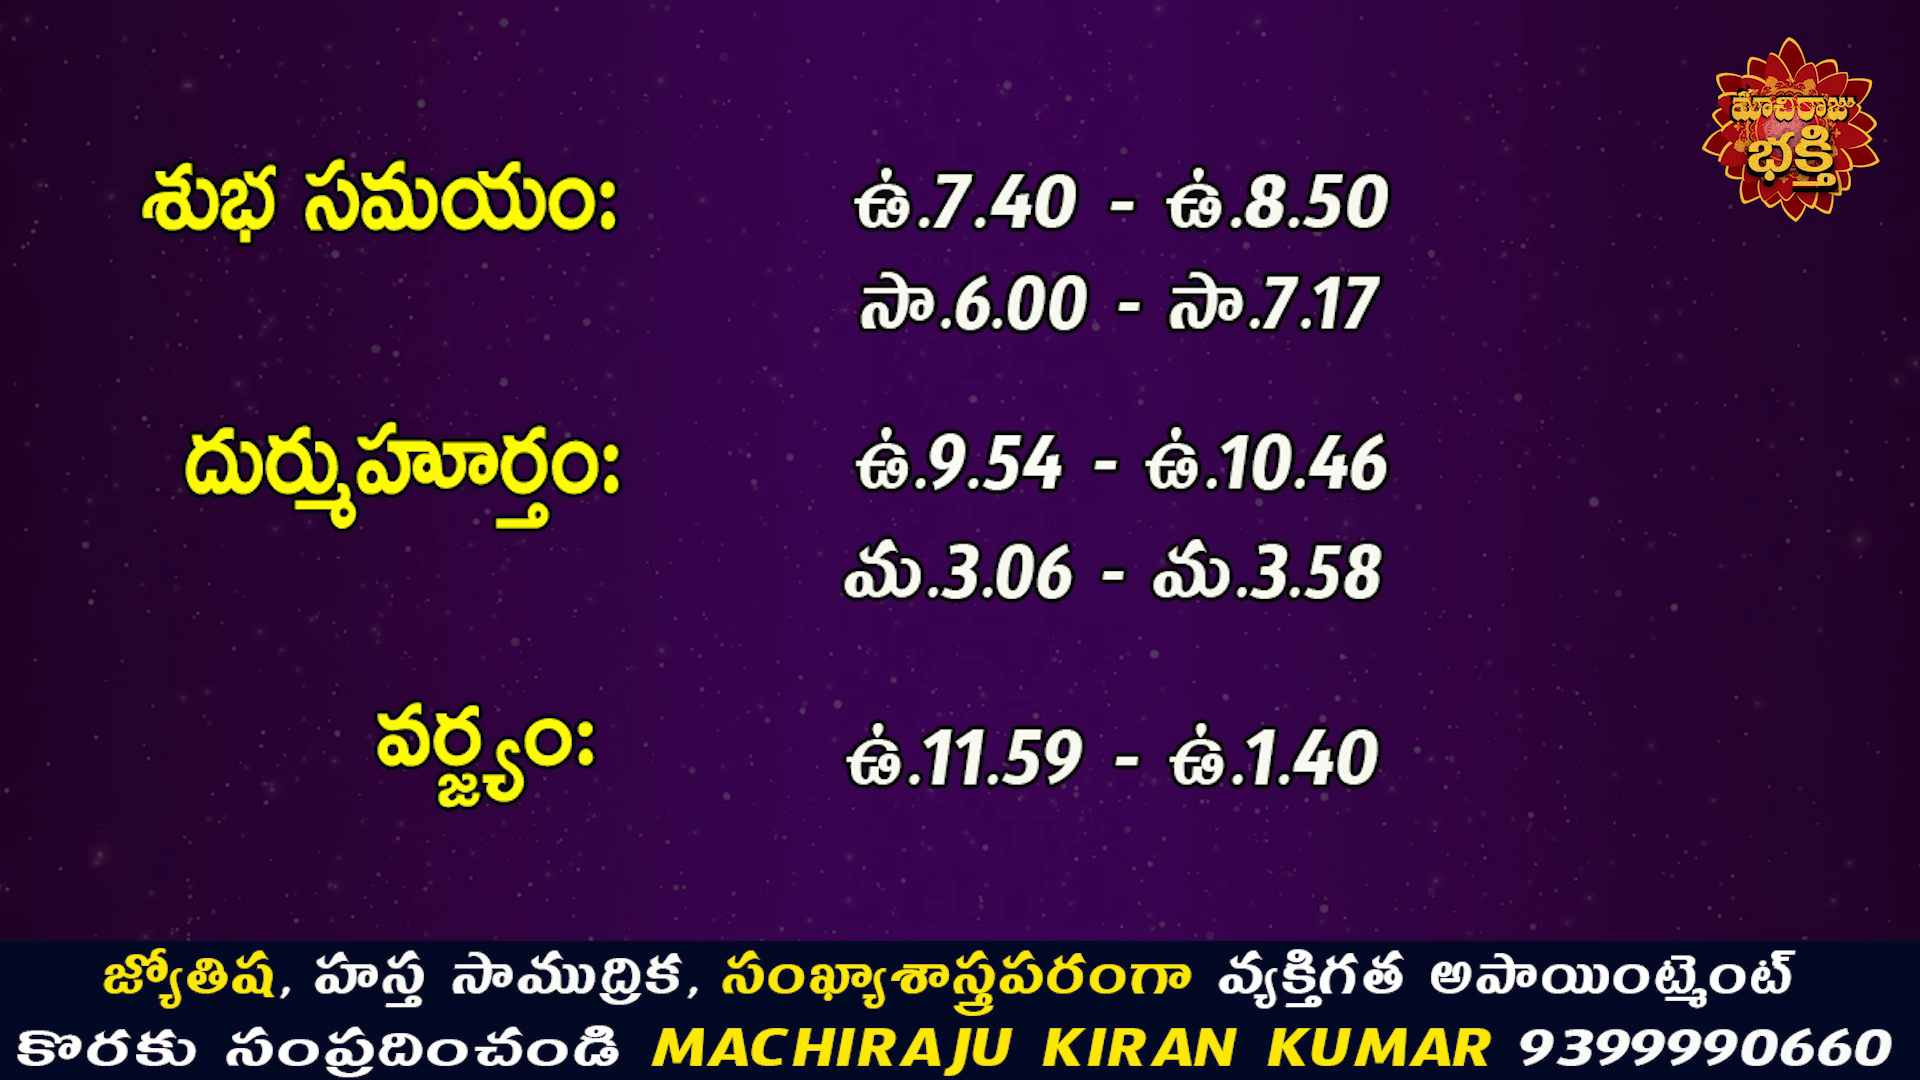 మాచిరాజు
భక్తి
శుభ సమయం: ఉ.7.40 - ఉ.8.50
సా.6.00 - సా.7.17
దుర్ముహూర్తం: ఉ.9.54 - ఉ.10.46
మ.3.06 - మ.3.58
వర్జ్యం: ఉ.11.59 - ఉ.1.40
జ్యోతిష, హస్త సాముద్రిక, సంఖ్యాశాస్త్రపరంగా వ్యక్తిగత అపాయింట్మెంట్
కొరకు సంప్రదించండి MACHIRAJU KIRAN KUMAR 9399990660